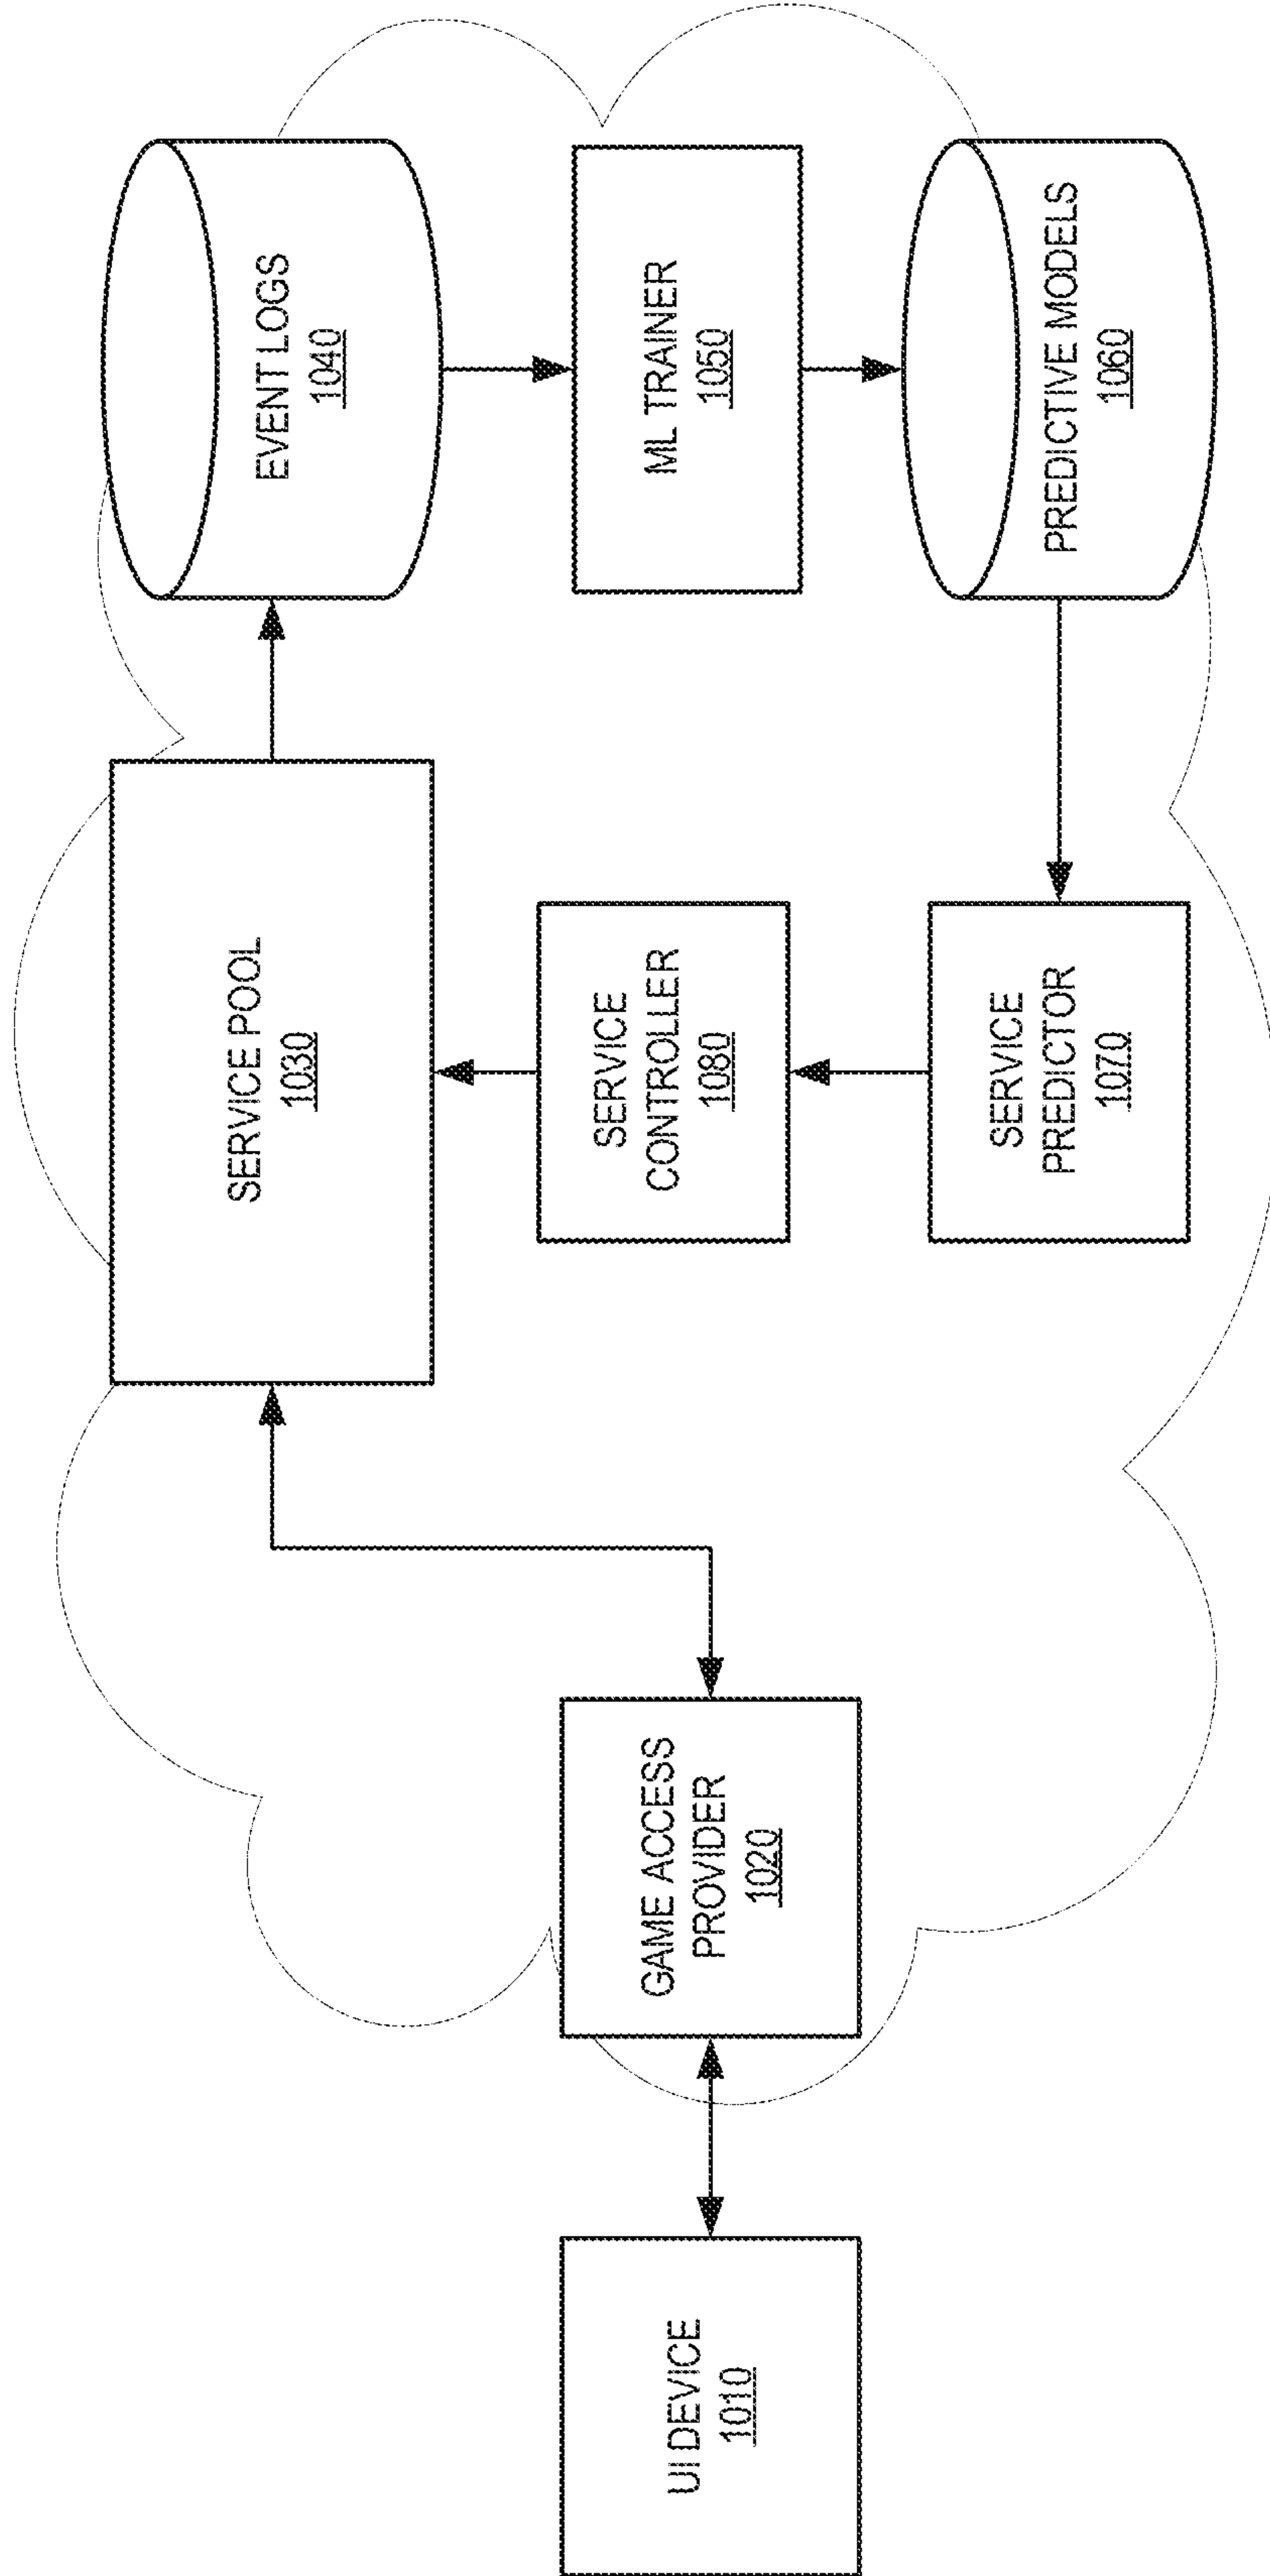 UI DEVICE
1010
GAME ACCESS
PROVIDER
1020
SERVICE POOL
1030
EVENT LOGS
1040
ML TRAINER
1050
PREDICTIVE MODELS
1060
SERVICE
PREDICTOR
1070
SERVICE
CONTROLLER
1080